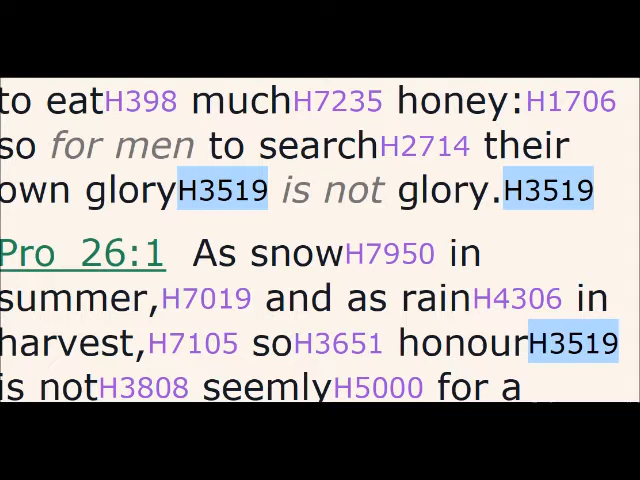 to eatH398 muchH7235 honey:H1706
so for men to searchH2714 their
own gloryH3519 is not glory.H3519
Pro 26:1 As snowH7950 in
summer,H7019 and as rainH4306 in
harvest,H7105 soH3651 honourH3519
is notH3808 seemlyH5000 for a